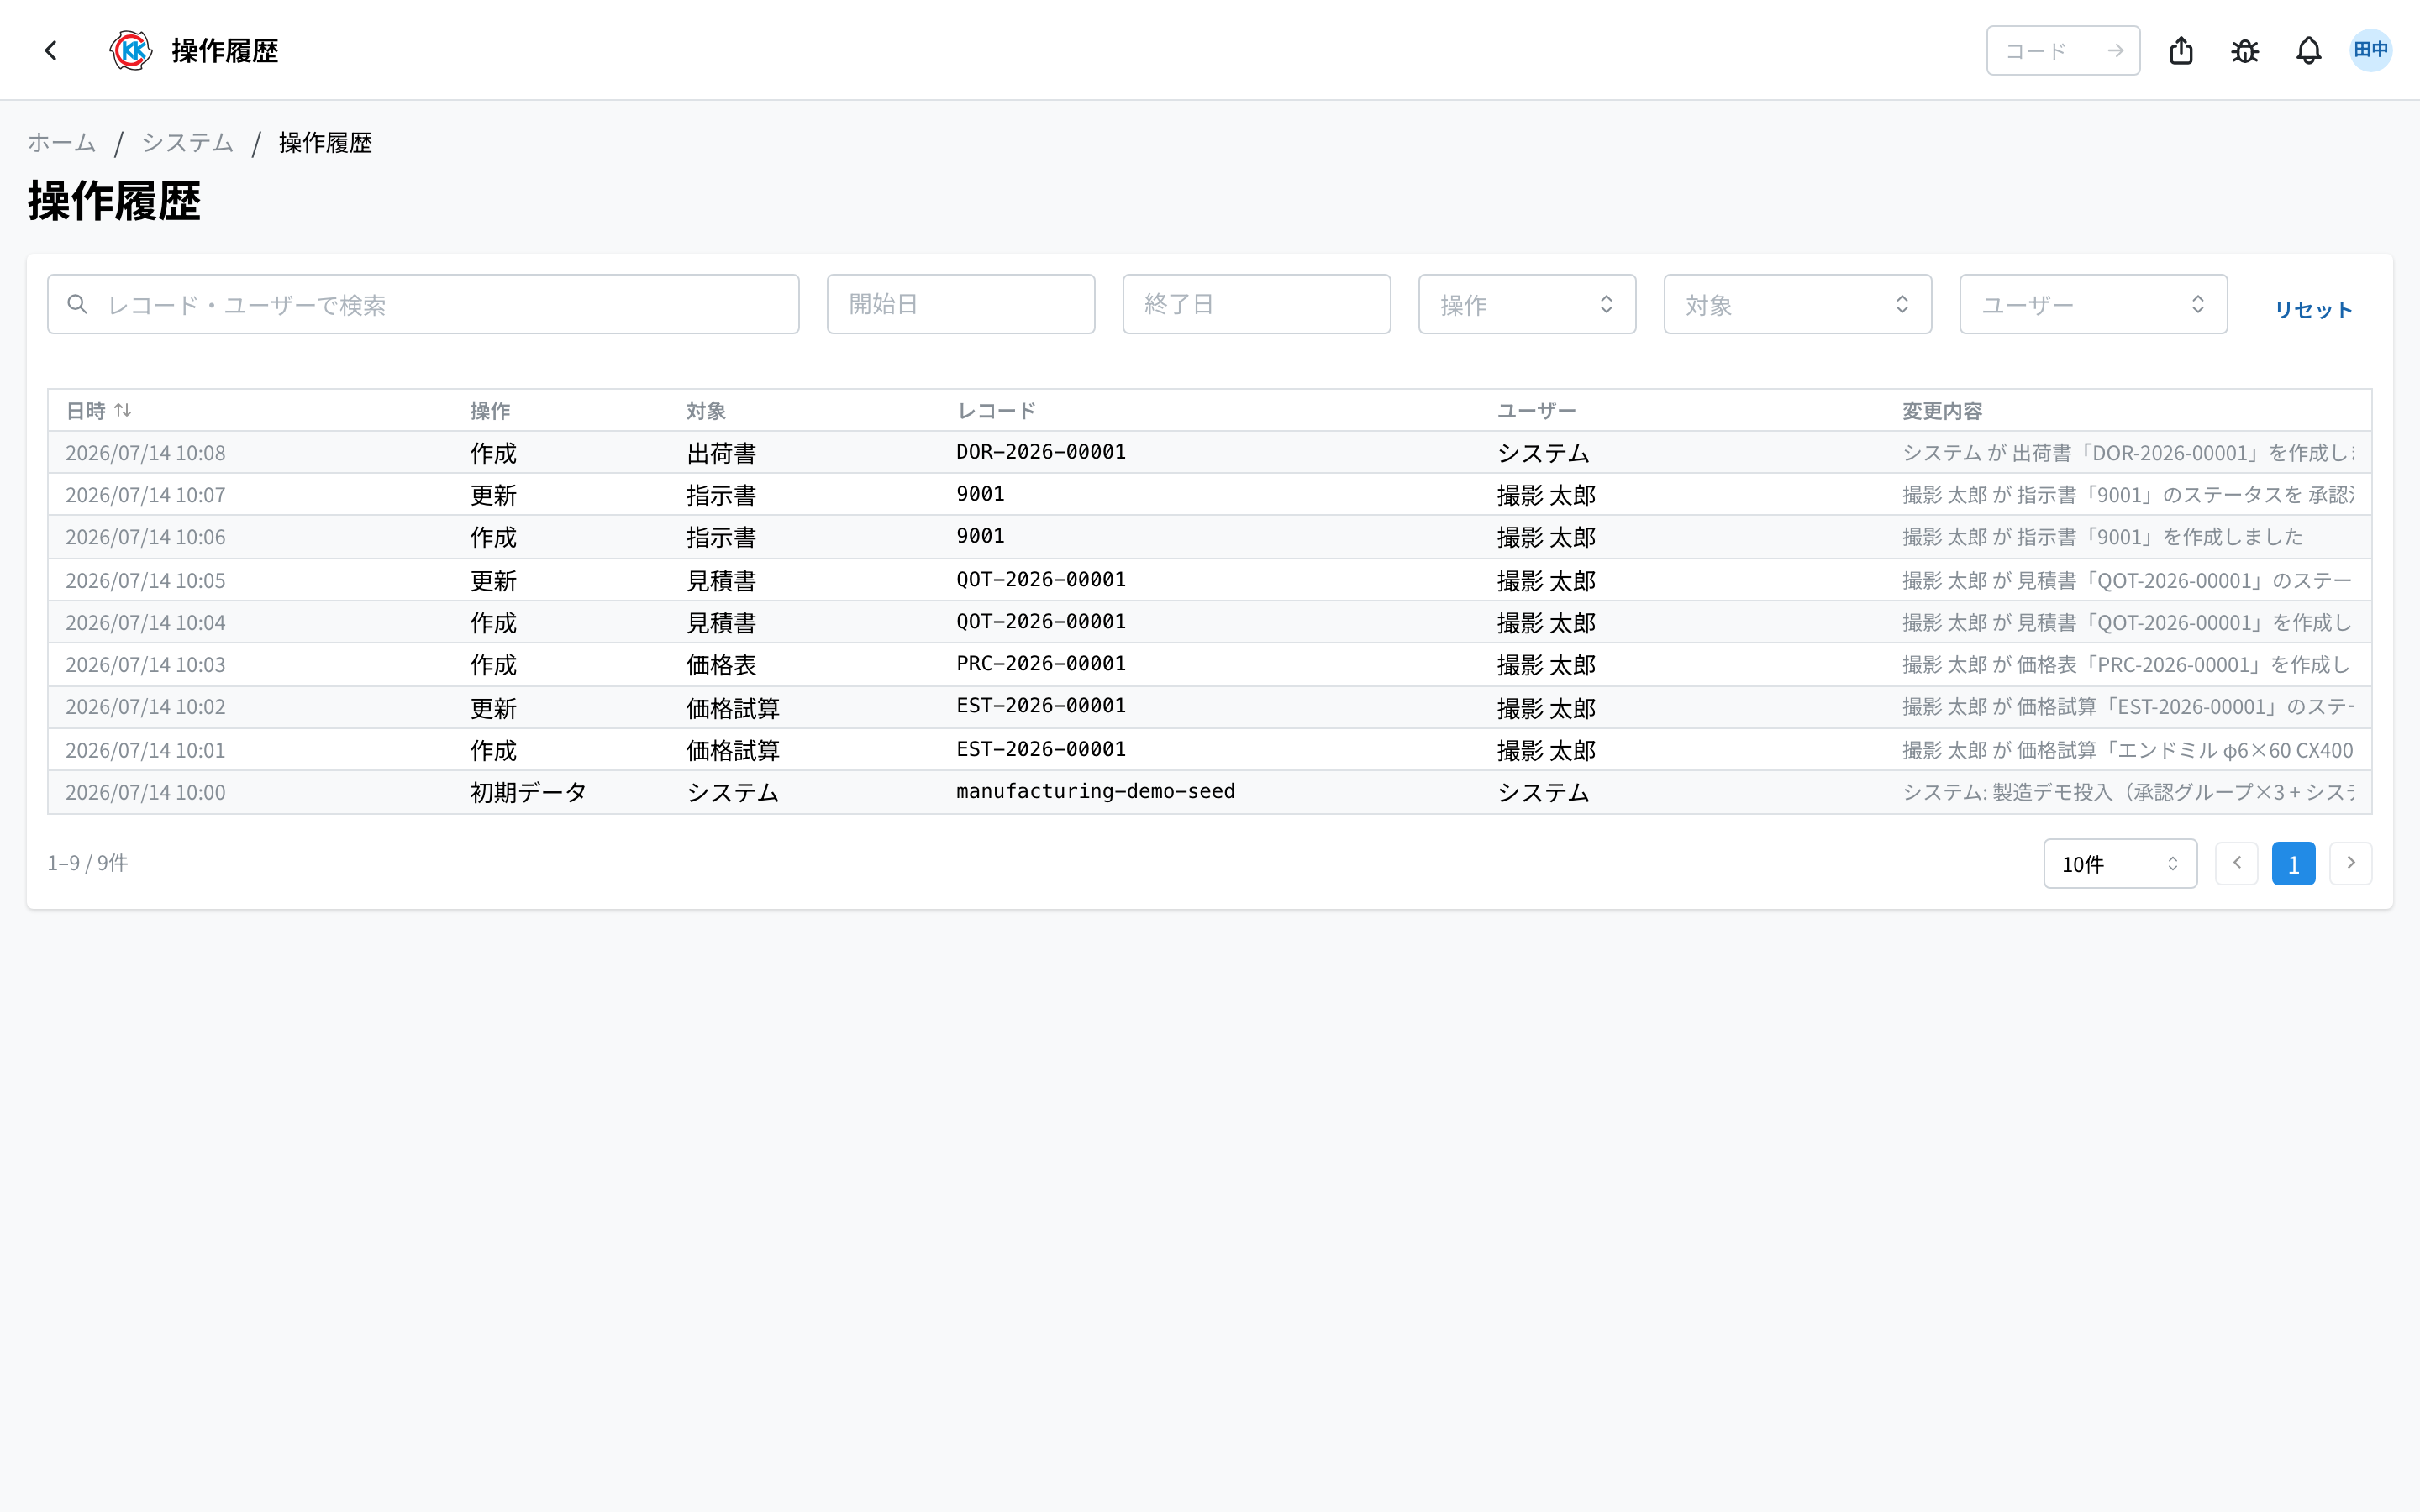 KK 操作履歴 コード 田中
ホーム / システム / 操作履歴
操作履歴
レコード・ユーザーで検索 開始日 終了日 操作 対象 ユーザー リセット
日時 操作 対象 レコード ユーザー 変更内容
2026/07/14 10:08 作成 出荷書 DOR-2026-00001 システム システム が 出荷書「DOR-2026-00001」を作成し
2026/07/14 10:07 更新 指示書 9001 撮影 太郎 撮影 太郎 が 指示書「9001」のステータスを 承認
2026/07/14 10:06 作成 指示書 9001 撮影 太郎 撮影 太郎 が 指示書「9001」を作成しました
2026/07/14 10:05 更新 見積書 QOT-2026-00001 撮影 太郎 撮影 太郎 が 見積書「QOT-2026-00001」のステー
2026/07/14 10:04 作成 見積書 QOT-2026-00001 撮影 太郎 撮影 太郎 が 見積書「QOT-2026-00001」を作成し
2026/07/14 10:03 作成 価格表 PRC-2026-00001 撮影 太郎 撮影 太郎 が 価格表「PRC-2026-00001」を作成し
2026/07/14 10:02 更新 価格試算 EST-2026-00001 撮影 太郎 撮影 太郎 が 価格試算「EST-2026-00001」のステ
2026/07/14 10:01 作成 価格試算 EST-2026-00001 撮影 太郎 撮影 太郎 が 価格試算「エンドミル φ6×60 CX400
2026/07/14 10:00 初期データ システム manufacturing-demo-seed システム システム: 製造デモ投入（承認グループ×3 + シス
1–9 / 9件 10件 1